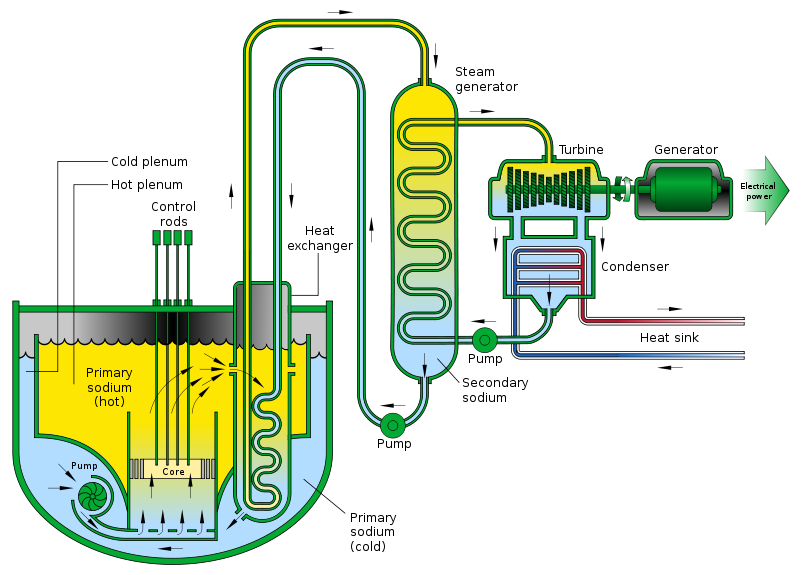 Steam
generator
Turbine
Generator
Cold plenum
Hot plenum
Electrical
power
Control
rods
Heat
exchanger
Condenser
Heat sink
Primary
sodium
(hot)
Pump
Secondary
sodium
Pump
Pump
Core
Primary
sodium
(cold)